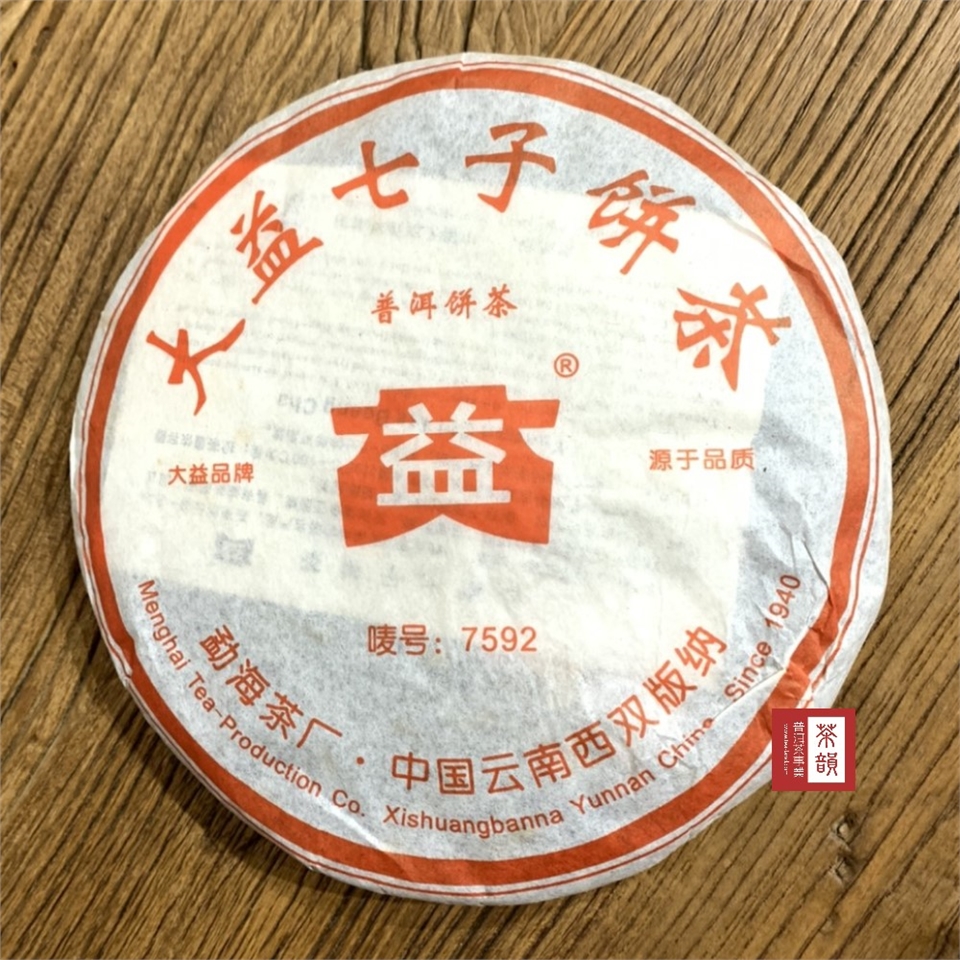 大益七子饼茶
普洱饼茶
®
益
大益品牌
源于品质
唛号: 7592
勐海茶厂·中国云南西双版纳
Menghai Tea-Production Co. Xishuangbanna Yunnan China Since 1940
茶韻